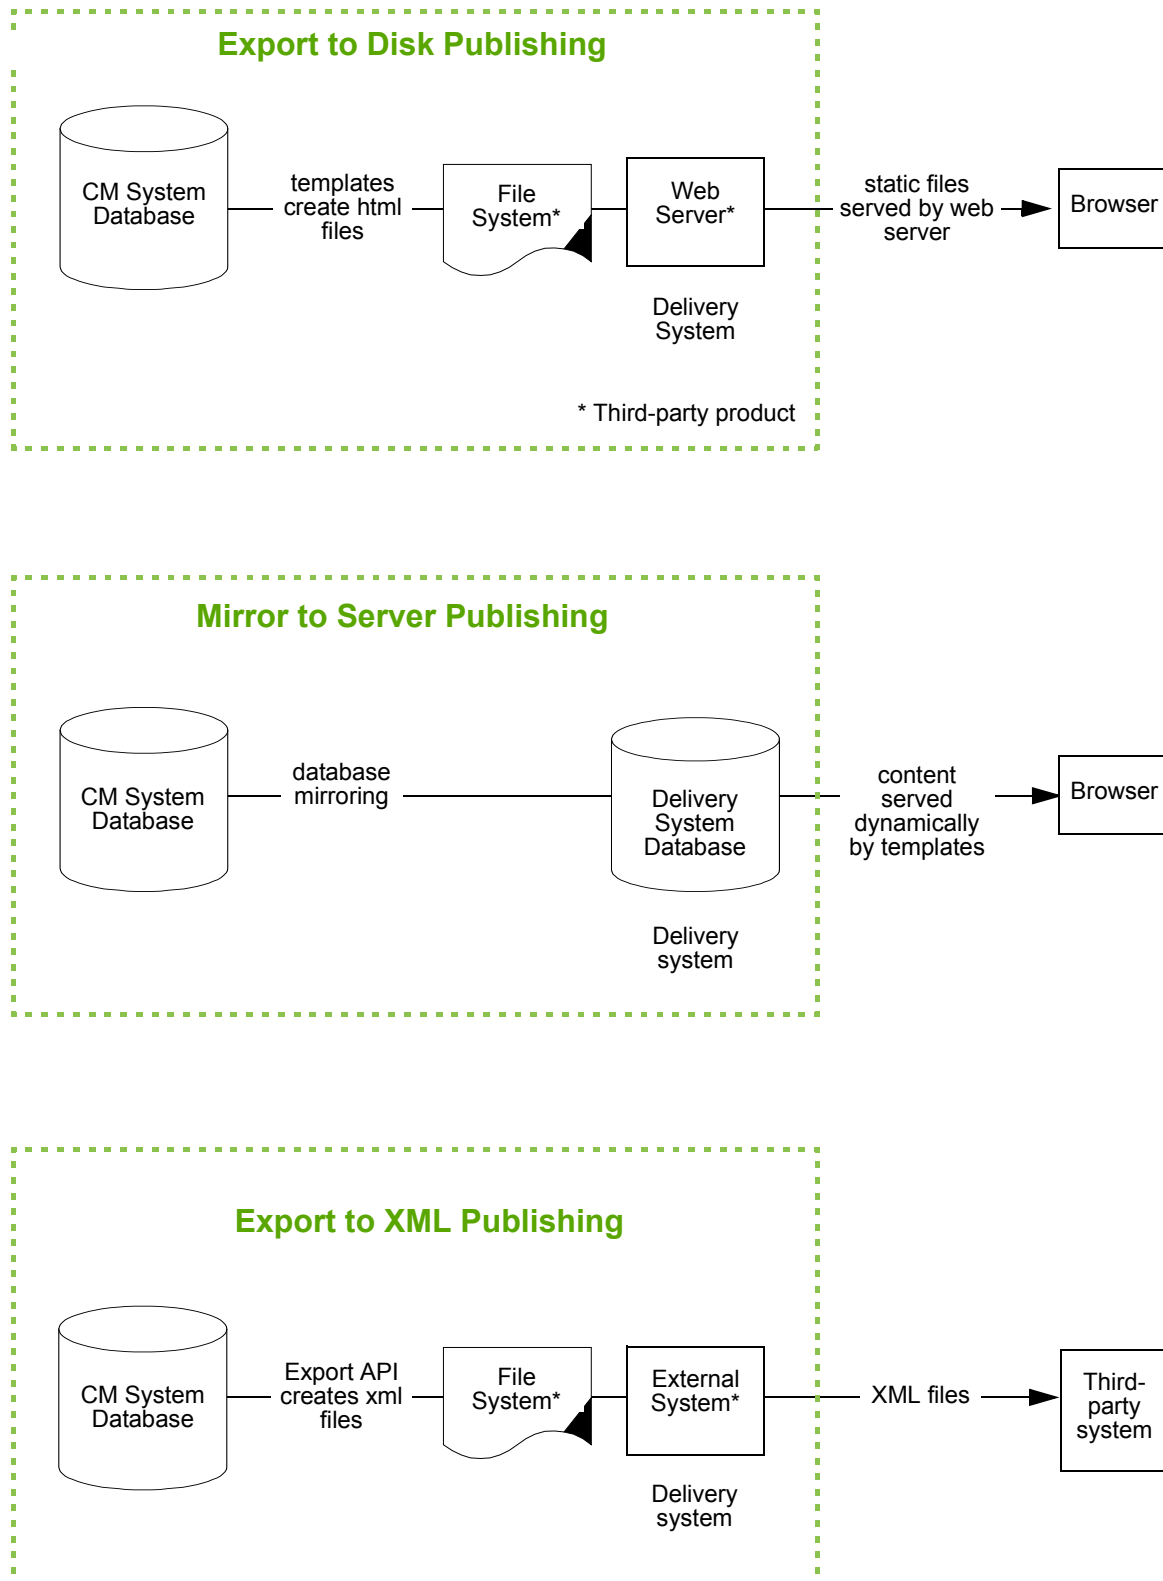 Export to Disk Publishing
CM System
Database
templates
create html
files
File
System*
Web
Server*
static files
served by web
server
Browser
Delivery
System
* Third-party product
Mirror to Server Publishing
CM System
Database
database
mirroring
Delivery
System
Database
content
served
dynamically
by templates
Browser
Delivery
system
Export to XML Publishing
CM System
Database
Export API
creates xml
files
File
System*
External
System*
XML files
Third-
party
system
Delivery
system